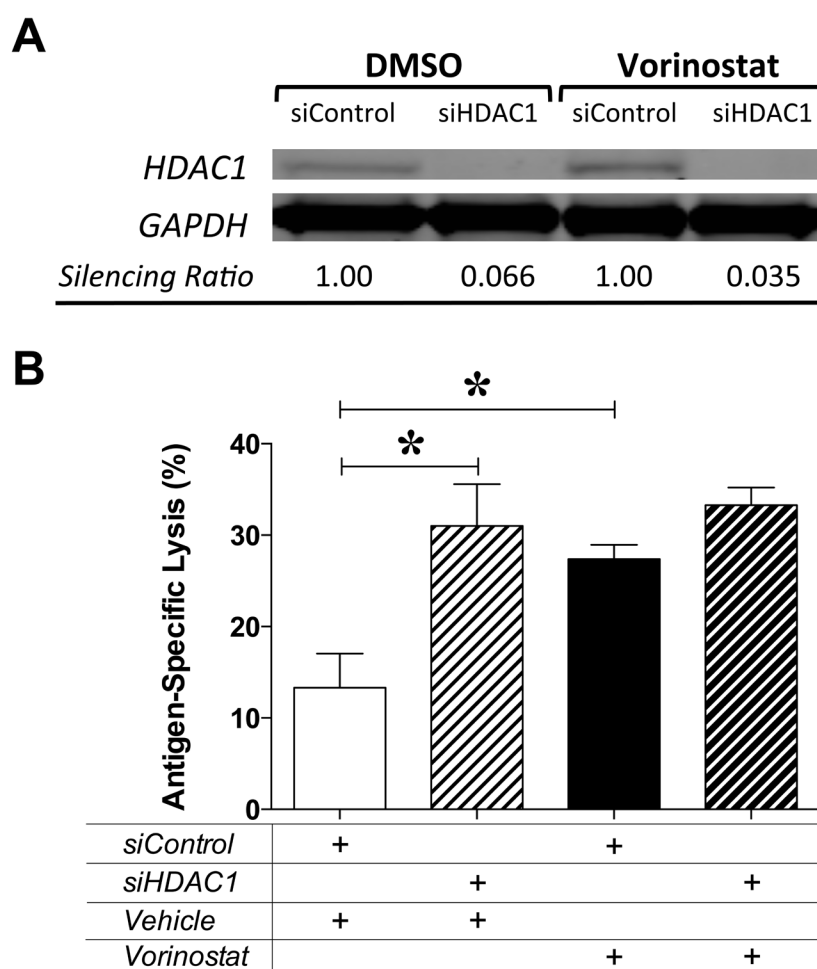 A
DMSO Vorinostat
siControl siHDAC1 siControl siHDAC1
HDAC1
GAPDH
Silencing Ratio 1.00 0.066 1.00 0.035
B
*
*
Antigen-Specific Lysis (%)
40
30
20
10
0
siControl + +
siHDAC1 + +
Vehicle + +
Vorinostat + +